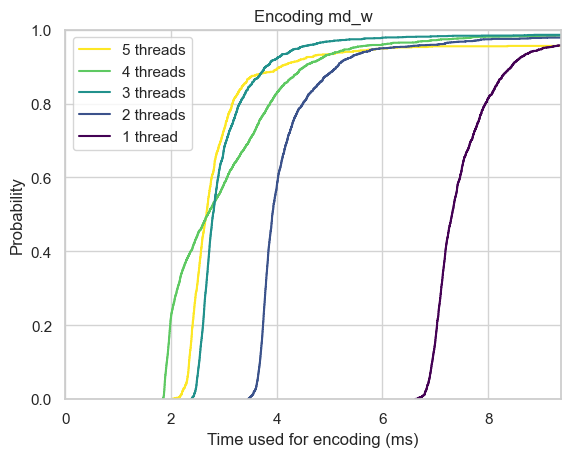 Encoding md_w
1.0
0.8
0.6
0.4
0.2
0.0
Probability
5 threads
4 threads
3 threads
2 threads
1 thread
0
2
4
6
8
Time used for encoding (ms)